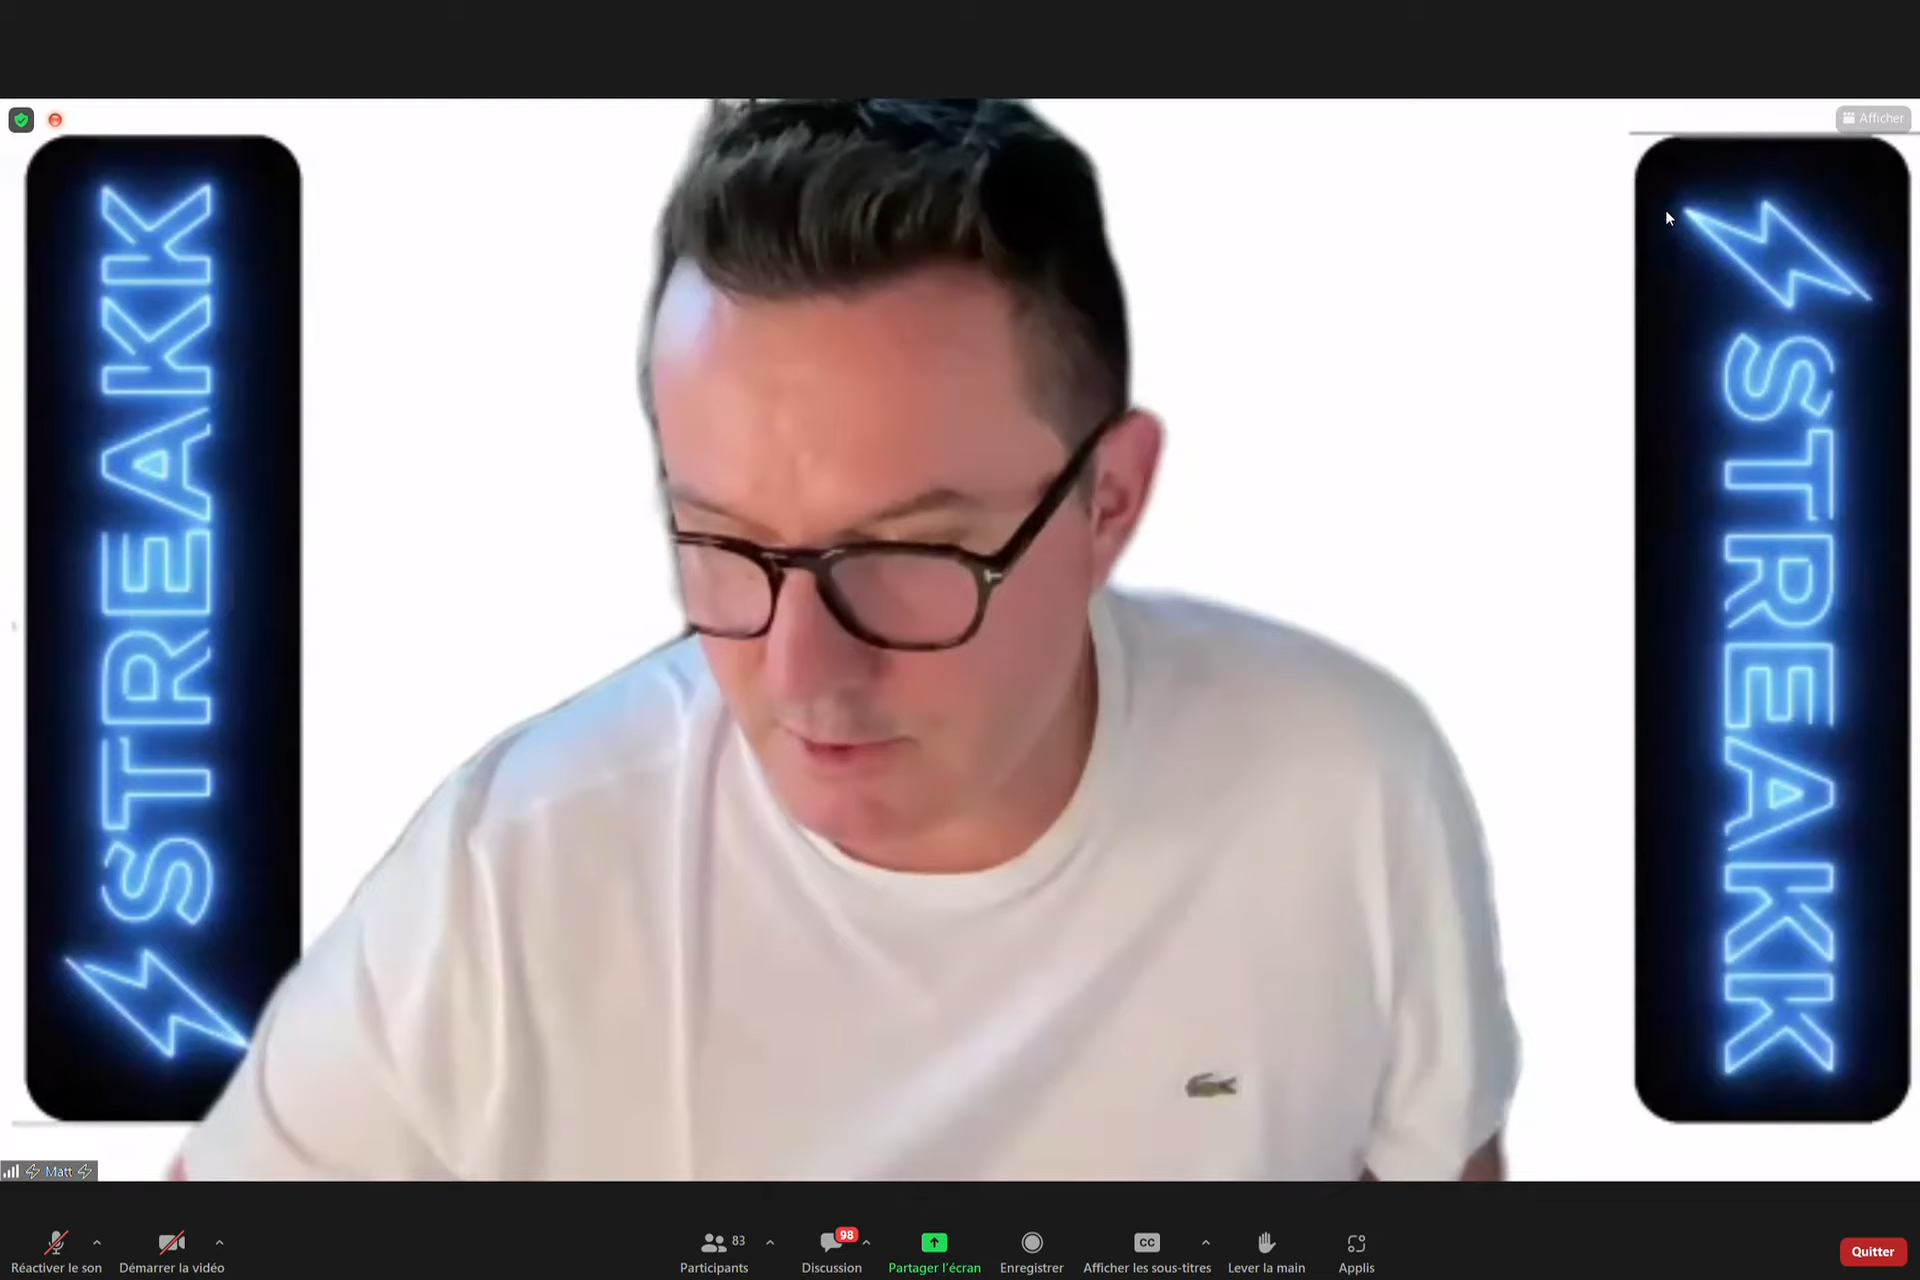 Afficher
STREAKK
STREAKK
Matt
83
98
CC
Réactiver le son
Démarrer la vidéo
Participants
Discussion
Partager l'écran
Enregistrer
Afficher les sous-titres
Lever la main
Applis
Quitter